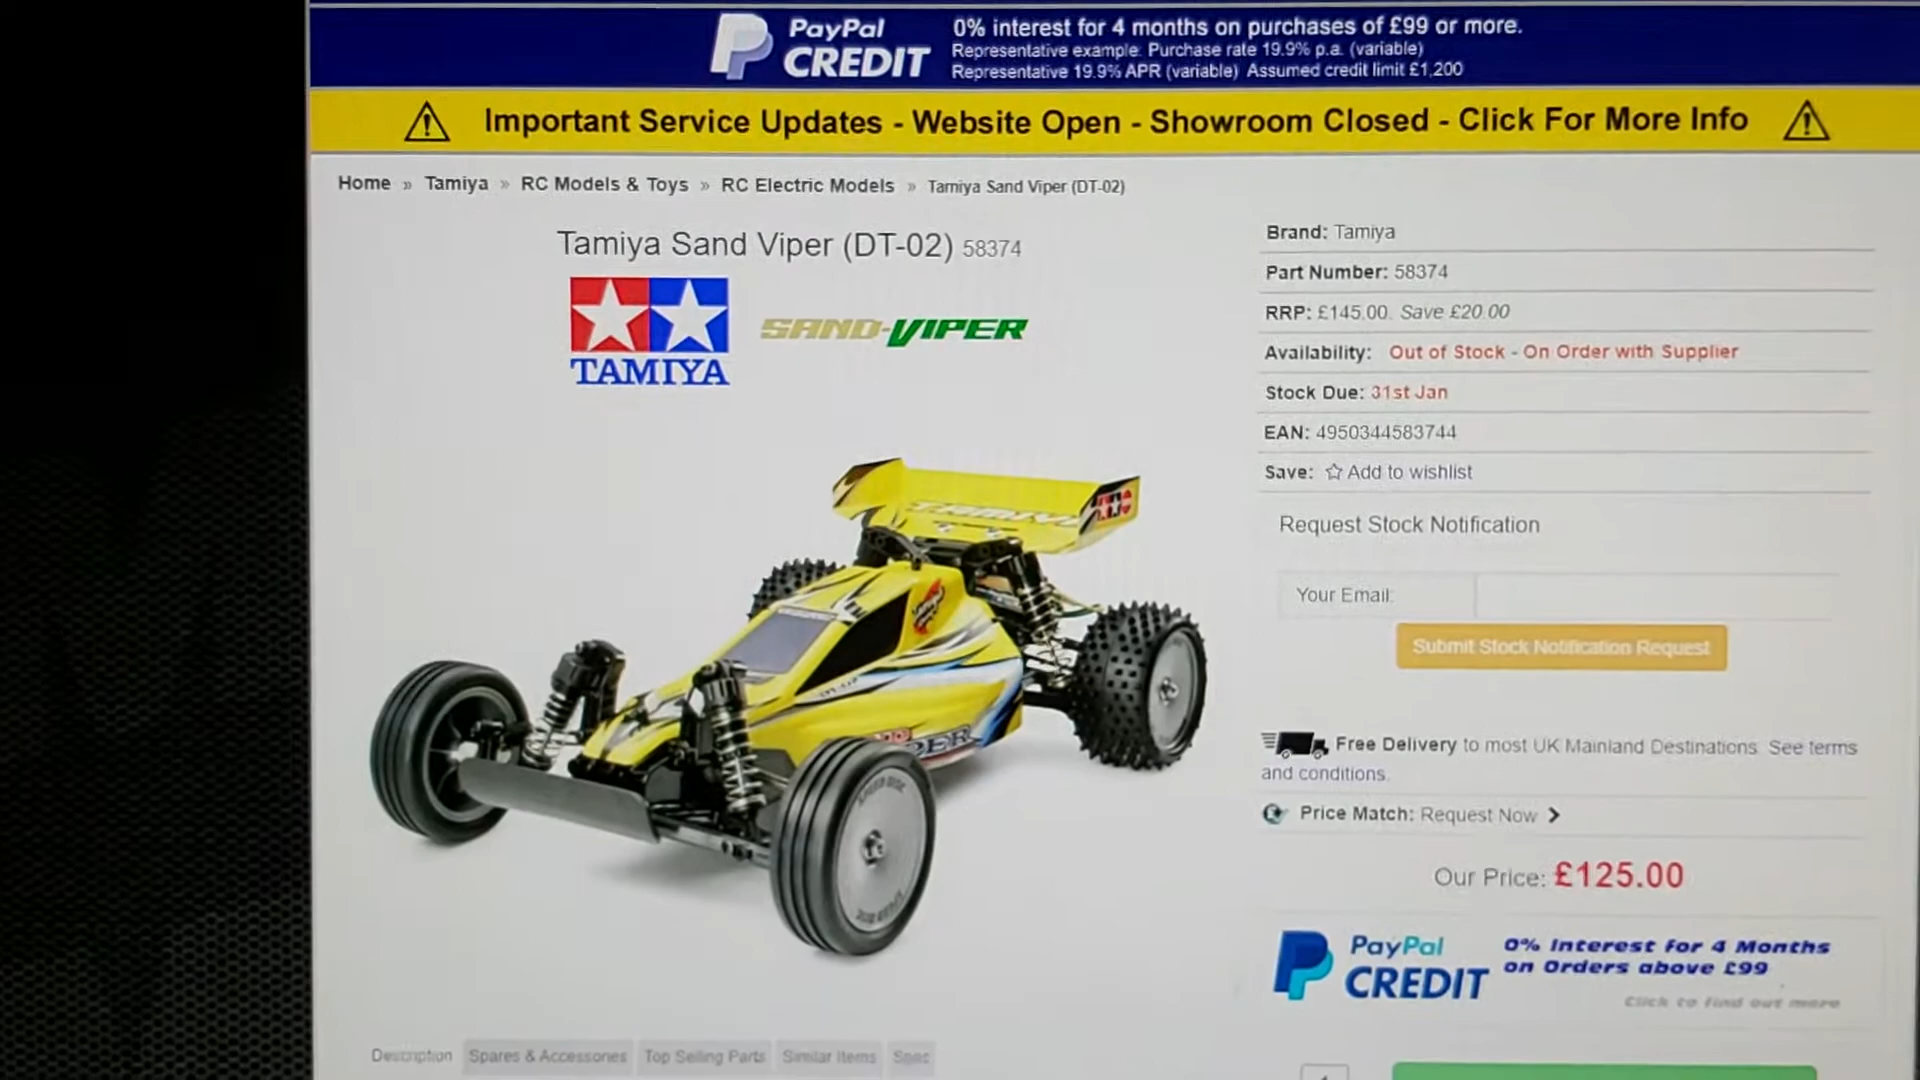 PayPal CREDIT
0% interest for 4 months on purchases of £99 or more.
Representative example: Purchase rate 19.9% p.a. (variable)
Representative 19.9% APR (variable) Assumed credit limit £1,200
Important Service Updates - Website Open - Showroom Closed - Click For More Info
Home » Tamiya » RC Models & Toys » RC Electric Models » Tamiya Sand Viper (DT-02)
Tamiya Sand Viper (DT-02) 58374
TAMIYA
SAND-VIPER
TAMIYA
SPEED DISC
Brand: Tamiya
Part Number: 58374
RRP: £145.00. Save £20.00
Availability: Out of Stock - On Order with Supplier
Stock Due: 31st Jan
EAN: 4950344583744
Save: ☆ Add to wishlist
Request Stock Notification
Your Email:
Submit Stock Notification Request
Free Delivery to most UK Mainland Destinations. See terms
and conditions.
Price Match: Request Now
Our Price: £125.00
PayPal CREDIT
0% Interest for 4 Months
on Orders above £99
Click to find out more
Description
Spares & Accessories
Top Selling Parts
Similar Items
Spec